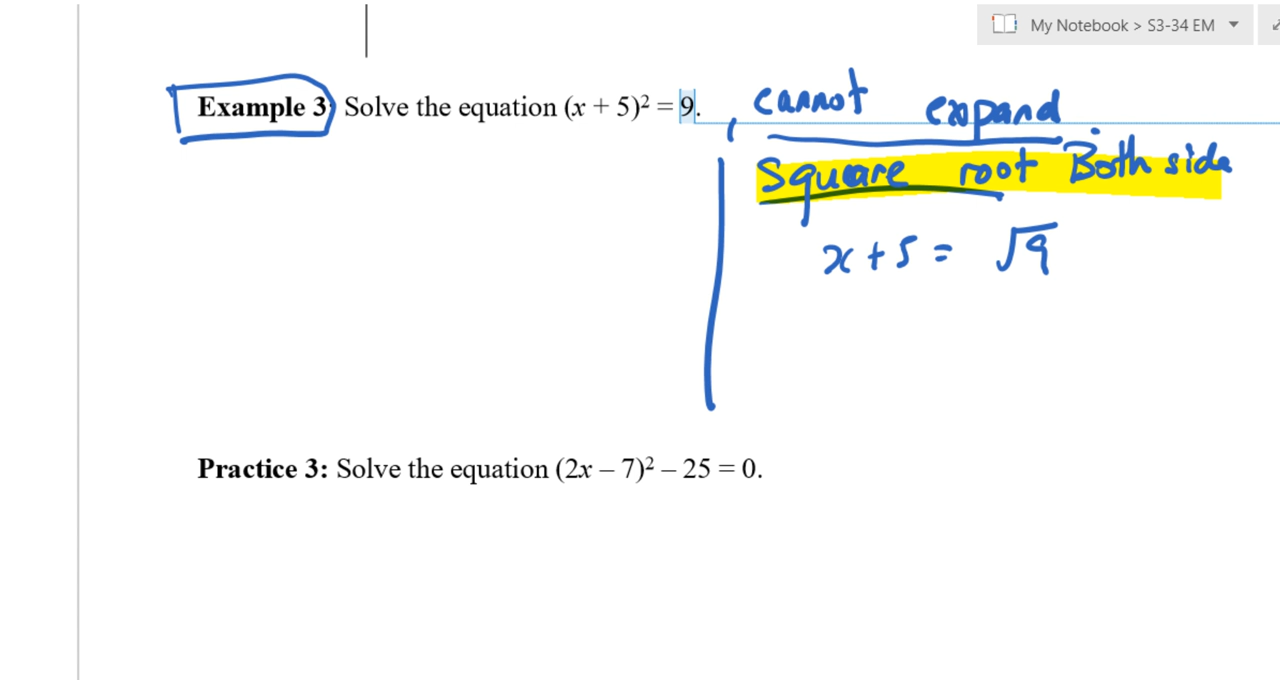 My Notebook > S3-34 EM
Example 3: Solve the equation (x + 5)² = 9.
, cannot expand.
Square root Both side
x + 5 = √9
Practice 3: Solve the equation (2x – 7)² – 25 = 0.